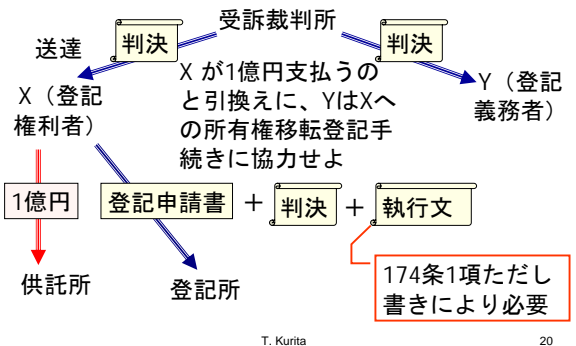 受訴裁判所
送達
判決
判決
X（登記
権利者）
X が1億円支払うの
と引換えに、YはXへ
の所有権移転登記手
続きに協力せよ
Y（登記
義務者）
1億円
登記申請書
＋
判決
＋
執行文
供託所
登記所
174条1項ただし
書きにより必要
T. Kurita
20